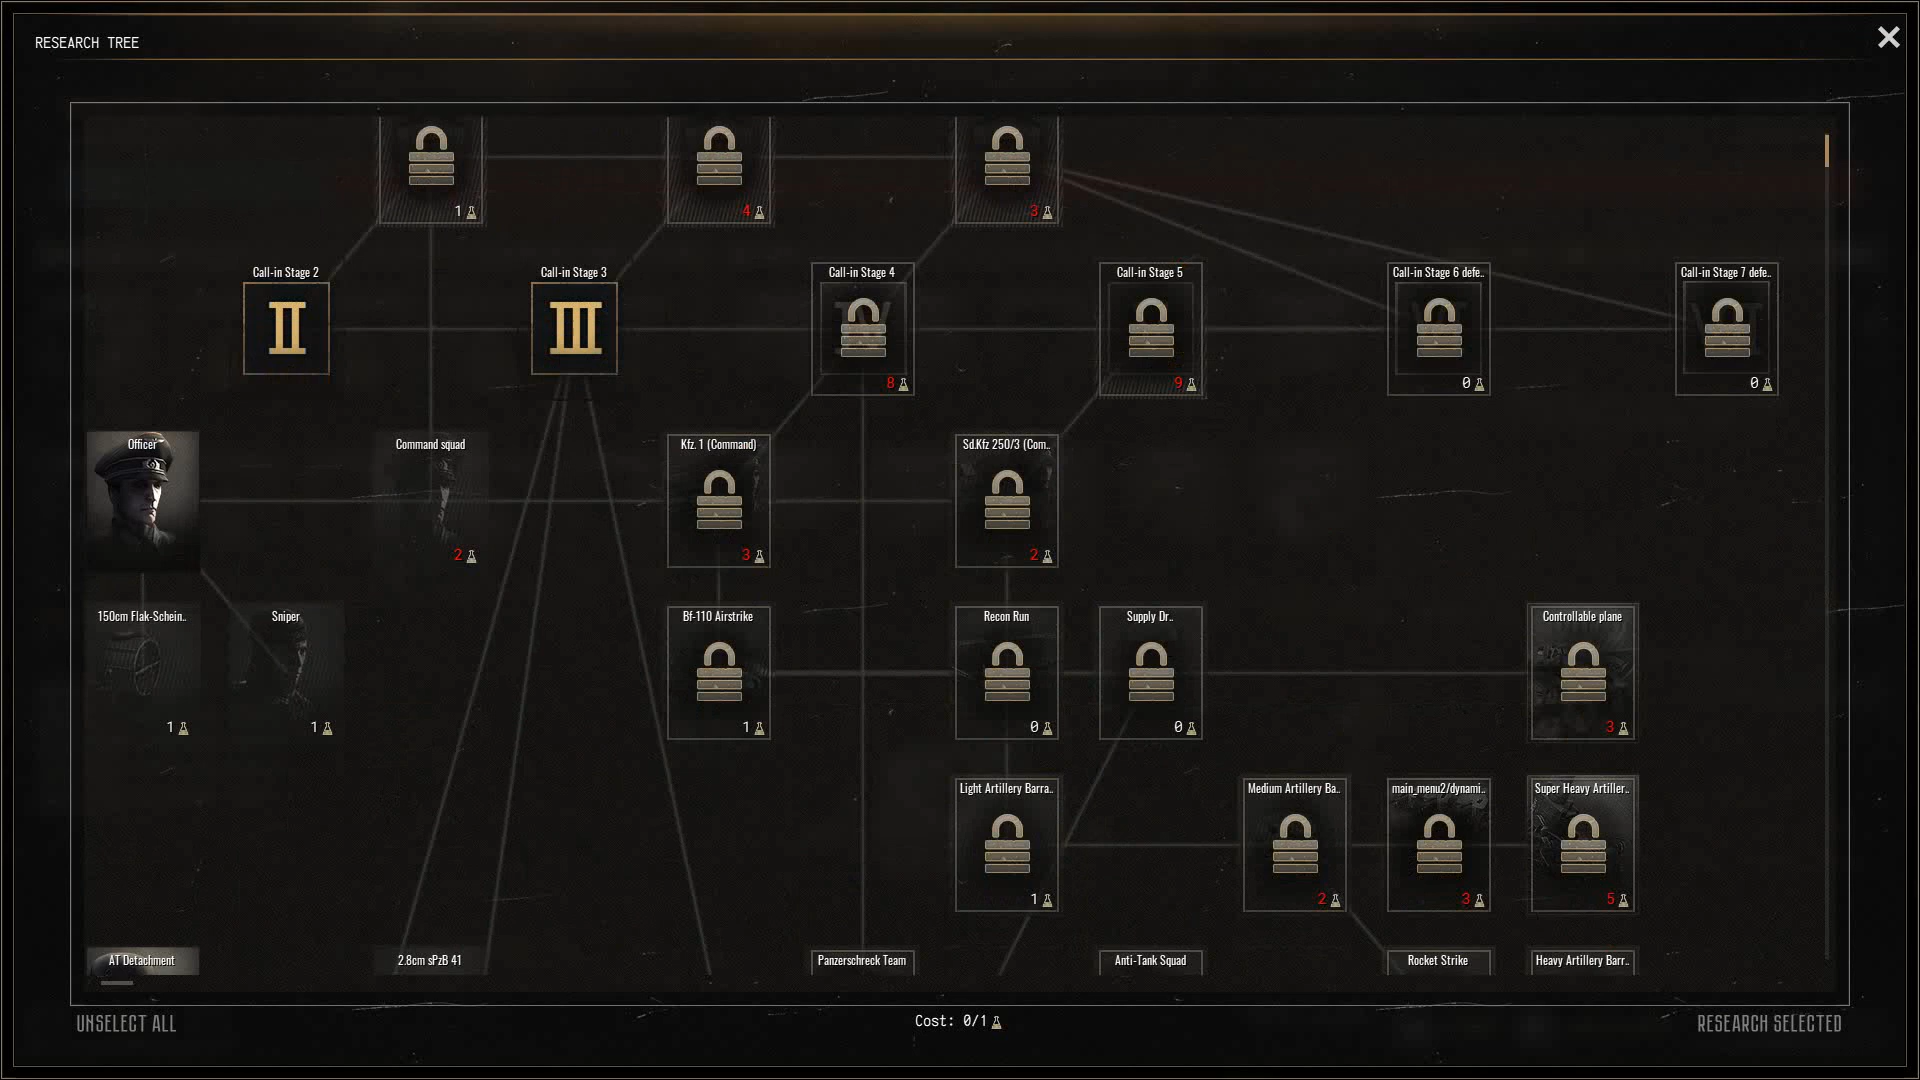 RESEARCH TREE
1
4
3
Call-in Stage 2
Call-in Stage 3
Call-in Stage 4
Call-in Stage 5
Call-in Stage 6 defe..
Call-in Stage 7 defe..
II
III
8
9
0
0
Officer
Command squad
Kfz. 1 (Command)
Sd.Kfz 250/3 (Com..
2
3
2
150cm Flak-Schein..
Sniper
Bf-110 Airstrike
Recon Run
Supply Dr..
Controllable plane
1
1
1
0
0
3
Light Artillery Barra..
Medium Artillery Ba..
main_menu2/dynami..
Super Heavy Artiller..
1
2
3
5
AT Detachment
2.8cm sPzB 41
Panzerschreck Team
Anti-Tank Squad
Rocket Strike
Heavy Artillery Barr..
UNSELECT ALL
Cost: 0/1
RESEARCH SELECTED